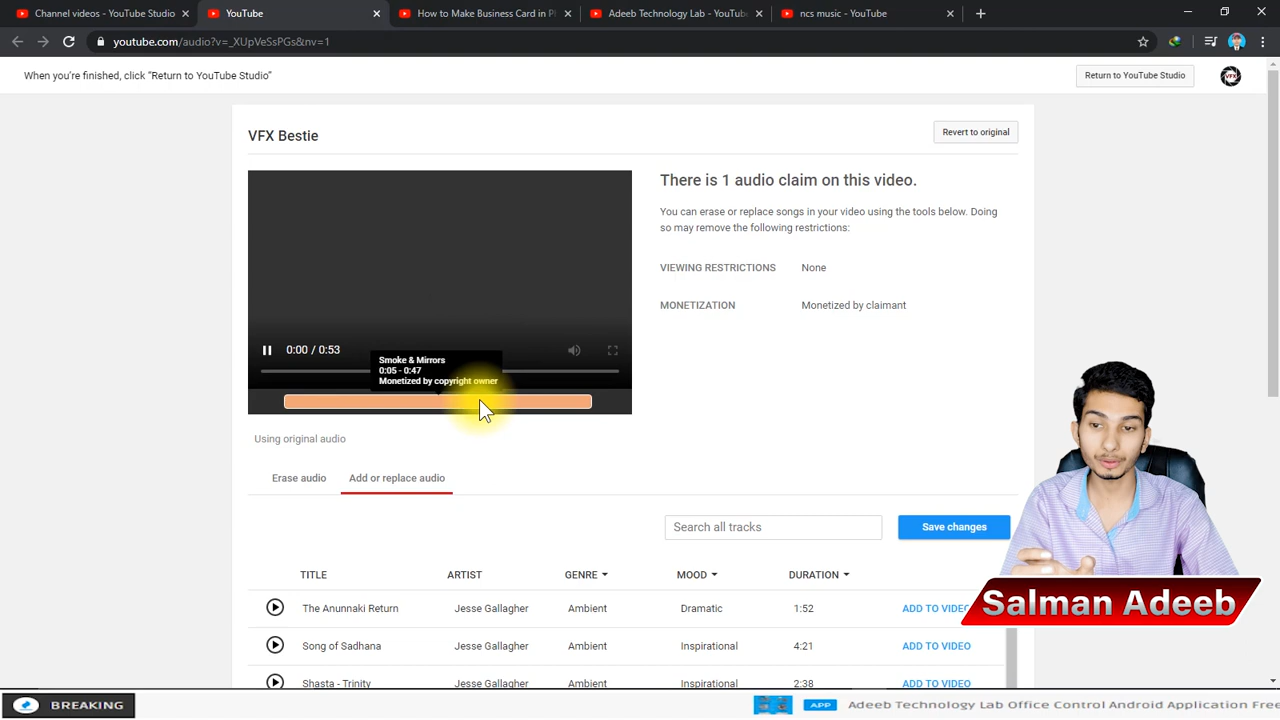 Channel videos - YouTube Studio
YouTube
How to Make Business Card in P
Adeeb Technology Lab - YouTub
ncs music - YouTube
youtube.com/audio?v=_XUpVeSsPGs&nv=1
When you're finished, click "Return to YouTube Studio"
Return to YouTube Studio
VFX
VFX Bestie
Revert to original
There is 1 audio claim on this video.
You can erase or replace songs in your video using the tools below. Doing
so may remove the following restrictions:
VIEWING RESTRICTIONS None
MONETIZATION Monetized by claimant
0:00 / 0:53
Smoke & Mirrors
0:05 - 0:47
Monetized by copyright owner
Using original audio
Erase audio Add or replace audio
Search all tracks
Save changes
TITLE ARTIST GENRE MOOD DURATION
The Anunnaki Return Jesse Gallagher Ambient Dramatic 1:52 ADD TO VIDEO
Song of Sadhana Jesse Gallagher Ambient Inspirational 4:21 ADD TO VIDEO
Shasta - Trinity Jesse Gallagher Ambient Inspirational 2:38 ADD TO VIDEO
Salman Adeeb
BREAKING
APP Adeeb Technology Lab Office Control Android Application Free